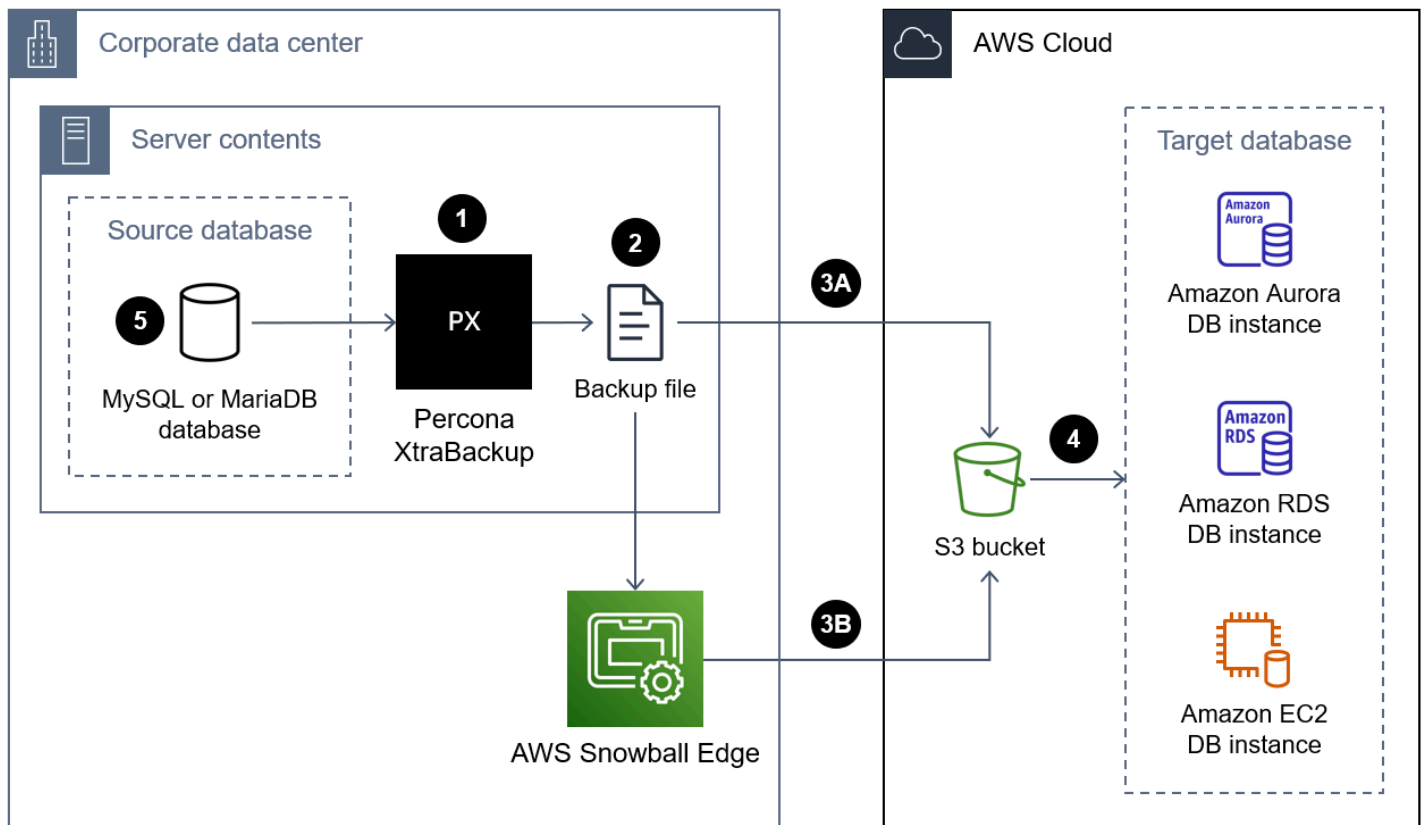 Corporate data center
AWS Cloud
Server contents
Target database
Source database
1
2
3A
5
PX
MySQL or MariaDB
database
Percona
XtraBackup
Backup file
Amazon
Aurora
Amazon Aurora
DB instance
Amazon
RDS
Amazon RDS
DB instance
4
S3 bucket
3B
AWS Snowball Edge
Amazon EC2
DB instance